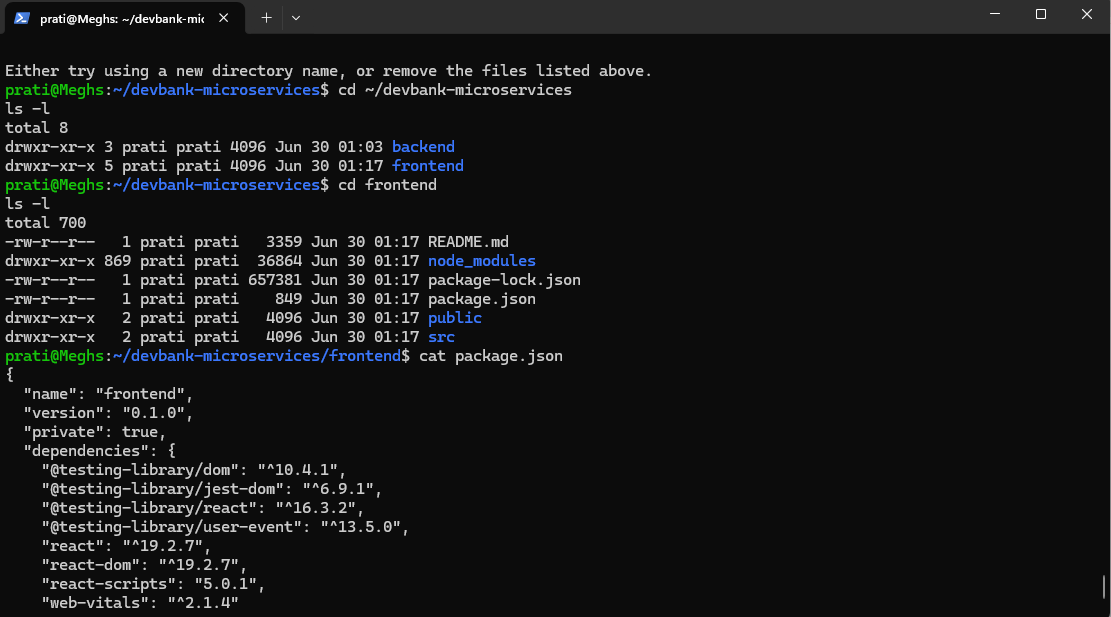 prati@Meghs: ~/devbank-mic
Either try using a new directory name, or remove the files listed above.
prati@Meghs:~/devbank-microservices$ cd ~/devbank-microservices
ls -l
total 8
drwxr-xr-x 3 prati prati 4096 Jun 30 01:03 backend
drwxr-xr-x 5 prati prati 4096 Jun 30 01:17 frontend
prati@Meghs:~/devbank-microservices$ cd frontend
ls -l
total 700
-rw-r--r--   1 prati prati   3359 Jun 30 01:17 README.md
drwxr-xr-x 869 prati prati  36864 Jun 30 01:17 node_modules
-rw-r--r--   1 prati prati 657381 Jun 30 01:17 package-lock.json
-rw-r--r--   1 prati prati    849 Jun 30 01:17 package.json
drwxr-xr-x   2 prati prati   4096 Jun 30 01:17 public
drwxr-xr-x   2 prati prati   4096 Jun 30 01:17 src
prati@Meghs:~/devbank-microservices/frontend$ cat package.json
{
  "name": "frontend",
  "version": "0.1.0",
  "private": true,
  "dependencies": {
    "@testing-library/dom": "^10.4.1",
    "@testing-library/jest-dom": "^6.9.1",
    "@testing-library/react": "^16.3.2",
    "@testing-library/user-event": "^13.5.0",
    "react": "^19.2.7",
    "react-dom": "^19.2.7",
    "react-scripts": "5.0.1",
    "web-vitals": "^2.1.4"